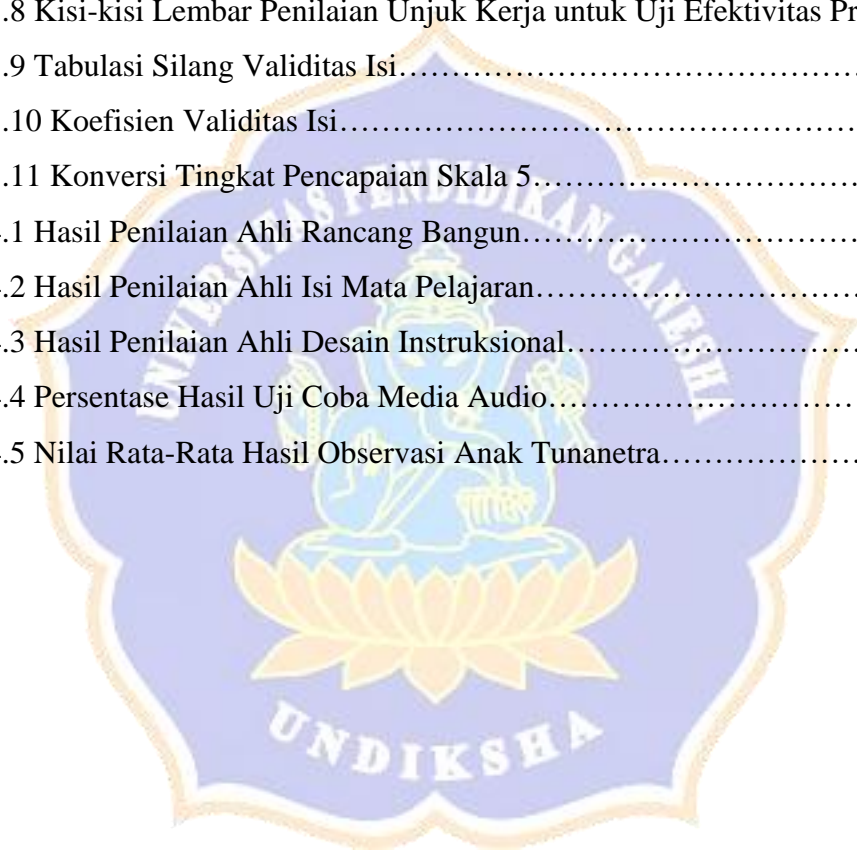 .8 Kisi-kisi Lembar Penilaian Unjuk Kerja untuk Uji Efektivitas Pr
.9 Tabulasi Silang Validitas Isi…………………………………………
.10 Koefisien Validitas Isi………………………………………………
.11 Konversi Tingkat Pencapaian Skala 5………………………………
.1 Hasil Penilaian Ahli Rancang Bangun………………………………
.2 Hasil Penilaian Ahli Isi Mata Pelajaran………………………………
.3 Hasil Penilaian Ahli Desain Instruksional……………………………
.4 Persentase Hasil Uji Coba Media Audio……………………………
.5 Nilai Rata-Rata Hasil Observasi Anak Tunanetra…………………
UNIVERSITAS PENDIDIKAN GANESHA
UNDIKSHA